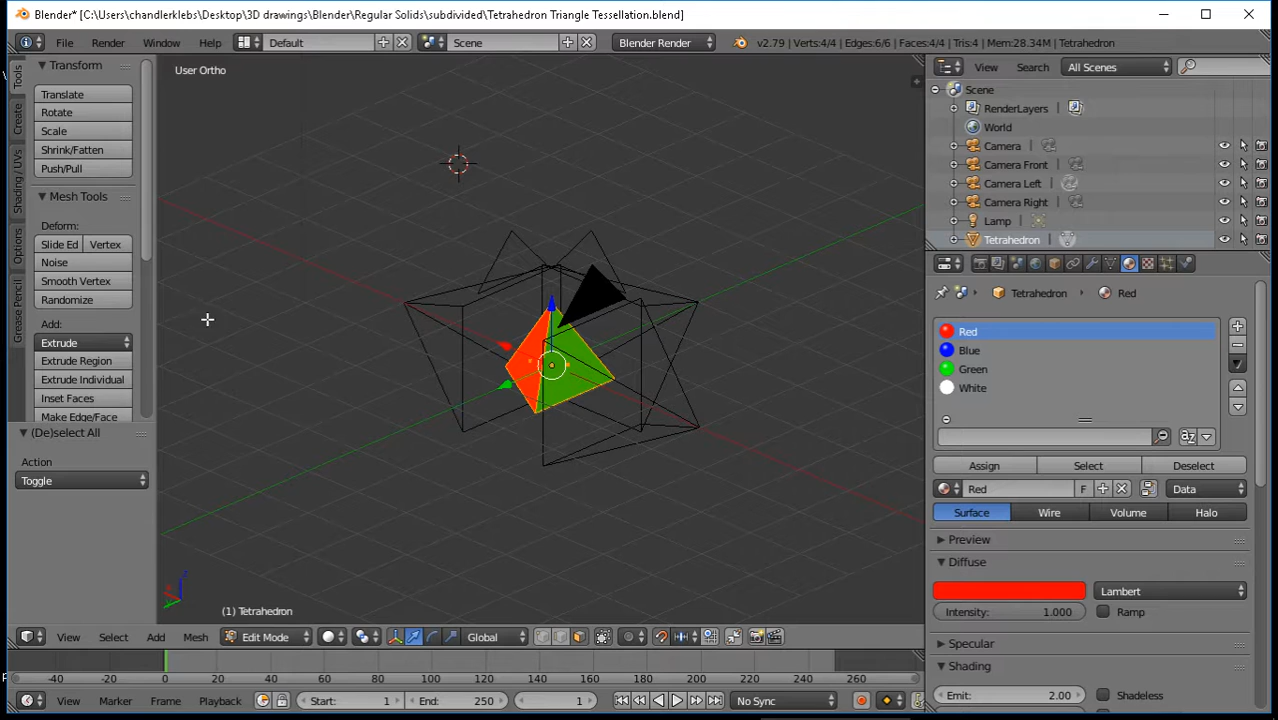 Blender* [C:\Users\chandlerklebs\Desktop\3D drawings\Blender\Regular Solids\subdivided\Tetrahedron Triangle Tessellation.blend]
File Render Window Help Default Scene Blender Render v2.79 | Verts:4/4 | Edges:6/6 | Faces:4/4 | Tris:4 | Mem:28.34M | Tetrahedron
Tools
Create
Shading / UVs
Options
Grease Pencil
Transform
Translate
Rotate
Scale
Shrink/Fatten
Push/Pull
Mesh Tools
Deform:
Slide Ed Vertex
Noise
Smooth Vertex
Randomize
Add:
Extrude
Extrude Region
Extrude Individual
Inset Faces
Make Edge/Face
(De)select All
Action
Toggle
User Ortho
(1) Tetrahedron
View Select Add Mesh Edit Mode Global
View Search All Scenes
Scene
RenderLayers
World
Camera
Camera Front
Camera Left
Camera Right
Lamp
Tetrahedron
Tetrahedron Red
Red
Blue
Green
White
Assign Select Deselect
Red F Data
Surface Wire Volume Halo
Preview
Diffuse
Lambert
Intensity: 1.000 Ramp
Specular
Shading
Emit: 2.00 Shadeless
-40 -20 0 20 40 60 80 100 120 140 160 180 200 220 240 260
View Marker Frame Playback Start: 1 End: 250 1 No Sync